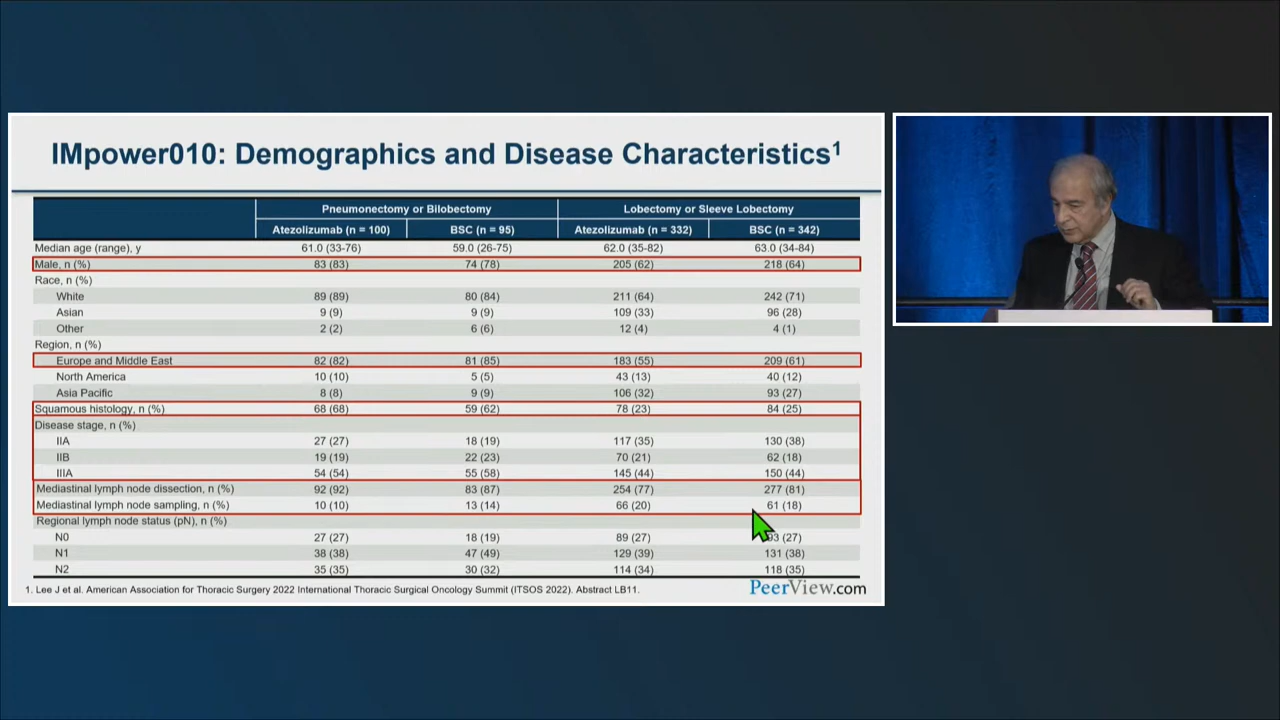 IMpower010: Demographics and Disease Characteristics1
Pneumonectomy or Bilobectomy Lobectomy or Sleeve Lobectomy
Atezolizumab (n = 100) BSC (n = 95) Atezolizumab (n = 332) BSC (n = 342)
Median age (range), y 61.0 (33-76) 59.0 (26-75) 62.0 (35-82) 63.0 (34-84)
Male, n (%) 83 (83) 74 (78) 205 (62) 218 (64)
Race, n (%)
White 89 (89) 80 (84) 211 (64) 242 (71)
Asian 9 (9) 9 (9) 109 (33) 96 (28)
Other 2 (2) 6 (6) 12 (4) 4 (1)
Region, n (%)
Europe and Middle East 82 (82) 81 (85) 183 (55) 209 (61)
North America 10 (10) 5 (5) 43 (13) 40 (12)
Asia Pacific 8 (8) 9 (9) 106 (32) 93 (27)
Squamous histology, n (%) 68 (68) 59 (62) 78 (23) 84 (25)
Disease stage, n (%)
IIA 27 (27) 18 (19) 117 (35) 130 (38)
IIB 19 (19) 22 (23) 70 (21) 62 (18)
IIIA 54 (54) 55 (58) 145 (44) 150 (44)
Mediastinal lymph node dissection, n (%) 92 (92) 83 (87) 254 (77) 277 (81)
Mediastinal lymph node sampling, n (%) 10 (10) 13 (14) 66 (20) 61 (18)
Regional lymph node status (pN), n (%)
N0 27 (27) 18 (19) 89 (27) 93 (27)
N1 38 (38) 47 (49) 129 (39) 131 (38)
N2 35 (35) 30 (32) 114 (34) 118 (35)
1. Lee J et al. American Association for Thoracic Surgery 2022 International Thoracic Surgical Oncology Summit (ITSOS 2022). Abstract LB11.
PeerView.com